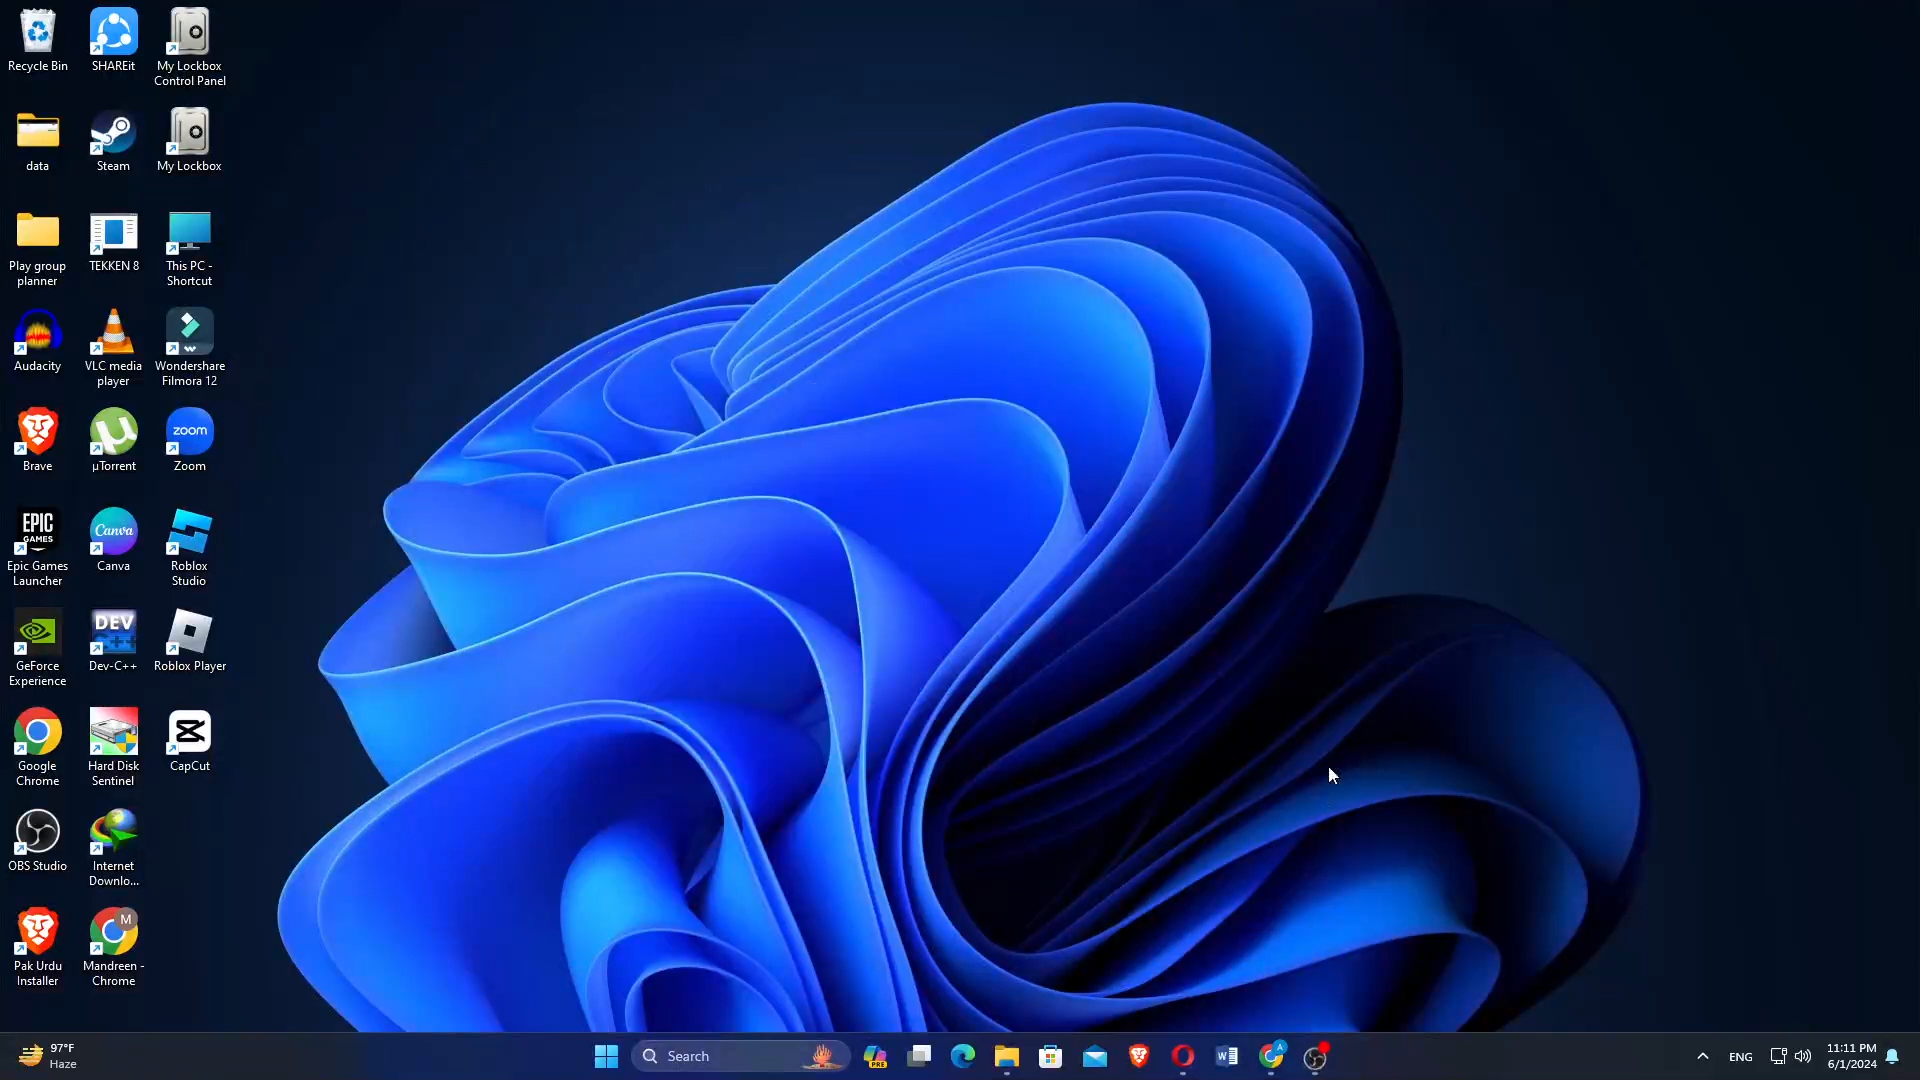 Recycle Bin
SHAREit
My Lockbox
Control Panel
data
Steam
My Lockbox
Play group
planner
TEKKEN 8
This PC -
Shortcut
Audacity
VLC media
player
Wondershare
Filmora 12
Brave
µTorrent
zoom
Zoom
EPIC
GAMES
Epic Games
Launcher
Canva
Canva
Roblox
Studio
GeForce
Experience
DEV
C++
Dev-C++
Roblox Player
Google
Chrome
Hard Disk
Sentinel
CapCut
OBS Studio
Internet
Downlo...
Pak Urdu
Installer
M
Mandreen -
Chrome
97°F
Haze
Search
PRE
W
A
ENG
11:11 PM
6/1/2024